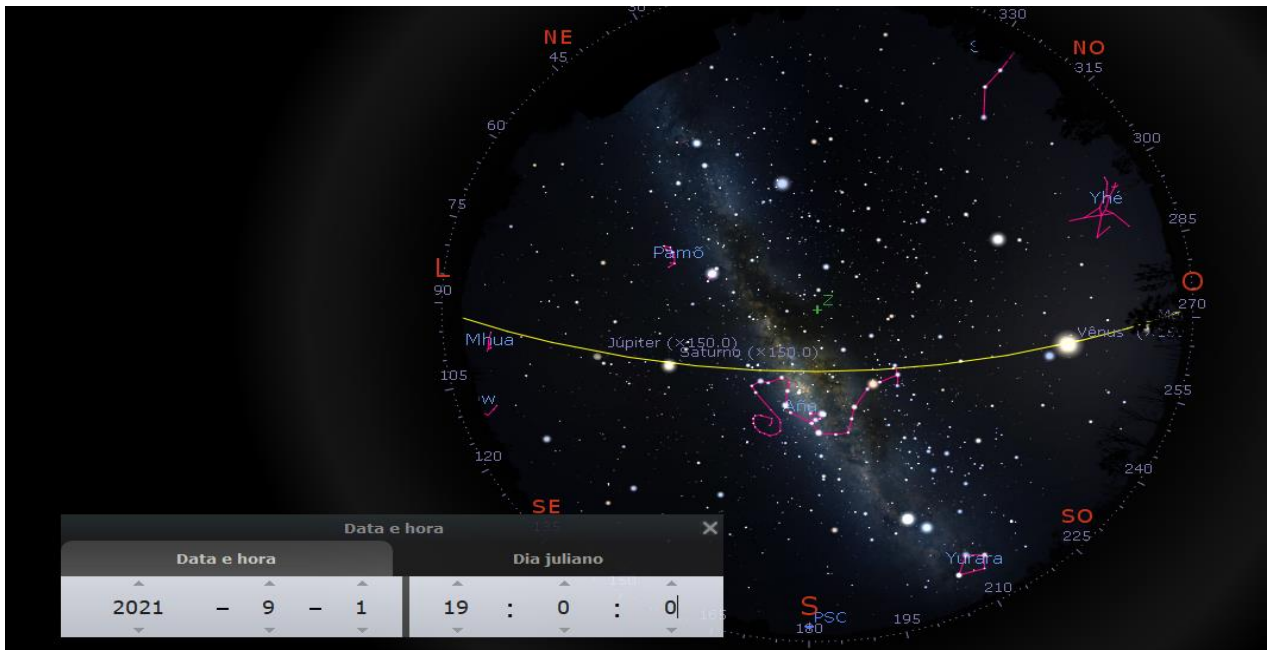 30
330
NE
NO
45
315
60
300
Yhé
75
285
Pamõ
L
O
90
270
Z
Vênus
Mhua
Júpiter (×150.0)
Saturno (×150.0)
105
255
w
Aña
120
240
SE
SO
225
Data e hora
Data e hora
Dia juliano
Yurara
2021 - 9 - 1 19 : 0 : 0
210
S
PSC
195
180